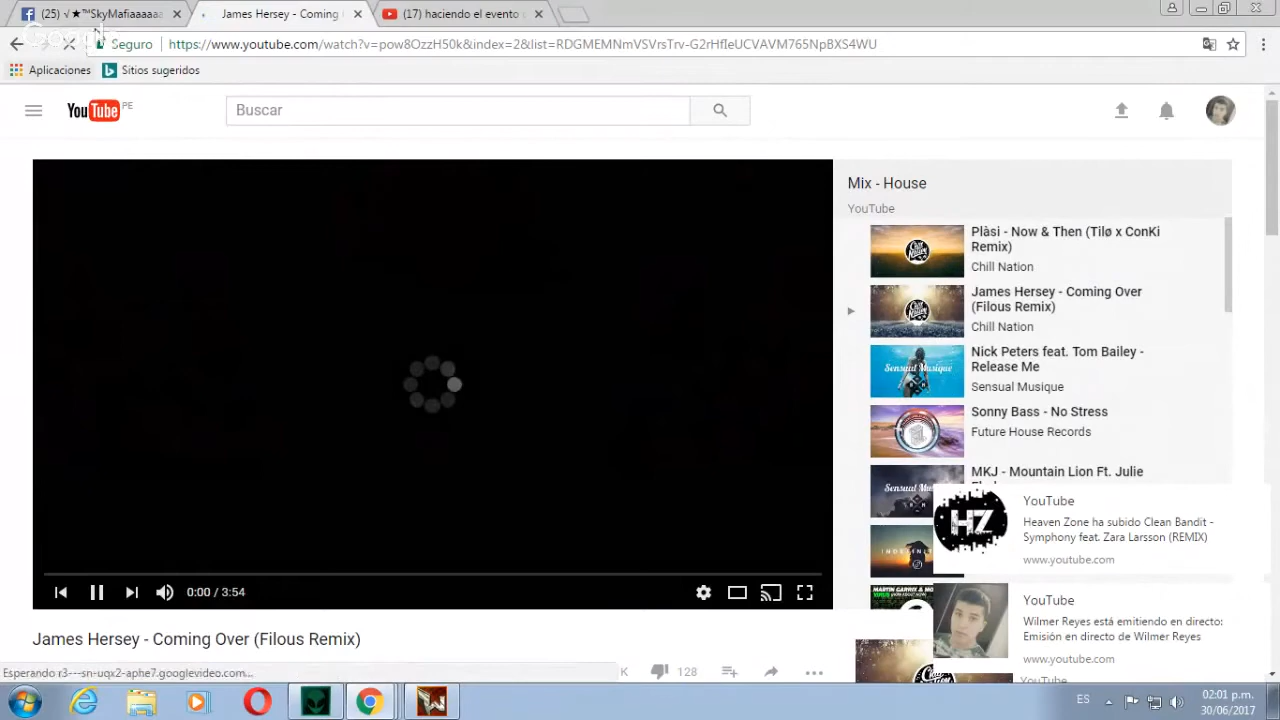 (25) √★™SkyMafiaaaaaa
James Hersey - Coming O
(17) haciendo el evento c
Google
Seguro
https://www.youtube.com/watch?v=pow8OzzH50k&index=2&list=RDGMEMNmVSVrsTrv-G2rHfIeUCVAVM765NpBXS4WU
Aplicaciones
Sitios sugeridos
YouTube PE
Buscar
Mix - House
YouTube
Plàsi - Now & Then (Tilø x ConKi
Remix)
Chill Nation
James Hersey - Coming Over
(Filous Remix)
Chill Nation
Nick Peters feat. Tom Bailey -
Release Me
Sensual Musique
Sonny Bass - No Stress
Future House Records
MKJ - Mountain Lion Ft. Julie
YouTube
Heaven Zone ha subido Clean Bandit -
Symphony feat. Zara Larsson (REMIX)
www.youtube.com
YouTube
Wilmer Reyes está emitiendo en directo:
Emisión en directo de Wilmer Reyes
www.youtube.com
0:00 / 3:54
James Hersey - Coming Over (Filous Remix)
K
128
Esperando r3---sn-uqx2-aphe7.googlevideo.com...
ES
02:01 p.m.
30/06/2017